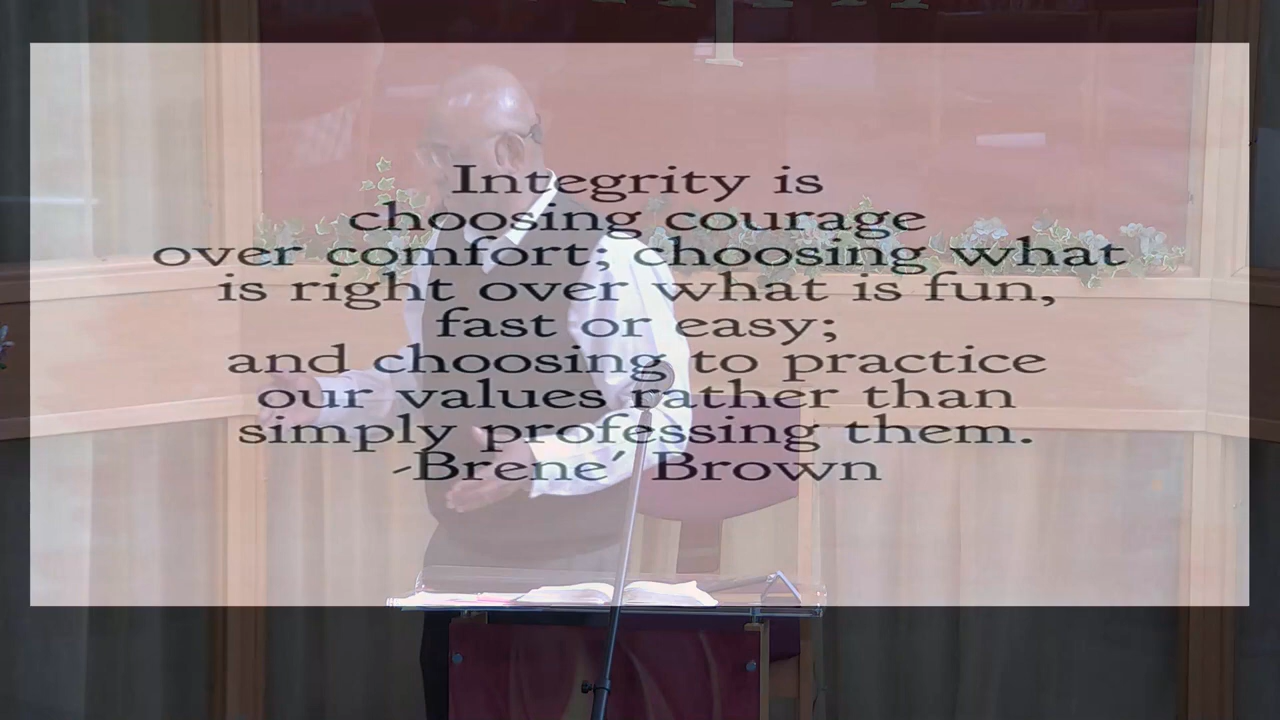 Integrity is
choosing courage
over comfort; choosing what
is right over what is fun,
fast or easy;
and choosing to practice
our values rather than
simply professing them.
-Brene´ Brown